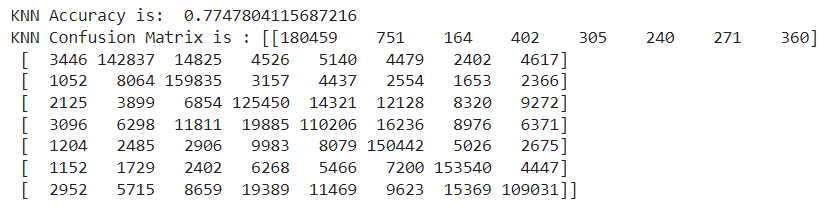 KNN Accuracy is:  0.7747804115687216
KNN Confusion Matrix is : [[180459    751    164    402    305    240    271    360]
 [  3446 142837  14825   4526   5140   4479   2402   4617]
 [  1052   8064 159835   3157   4437   2554   1653   2366]
 [  2125   3899   6854 125450  14321  12128   8320   9272]
 [  3096   6298  11811  19885 110206  16236   8976   6371]
 [  1204   2485   2906   9983   8079 150442   5026   2675]
 [  1152   1729   2402   6268   5466   7200 153540   4447]
 [  2952   5715   8659  19389  11469   9623  15369 109031]]